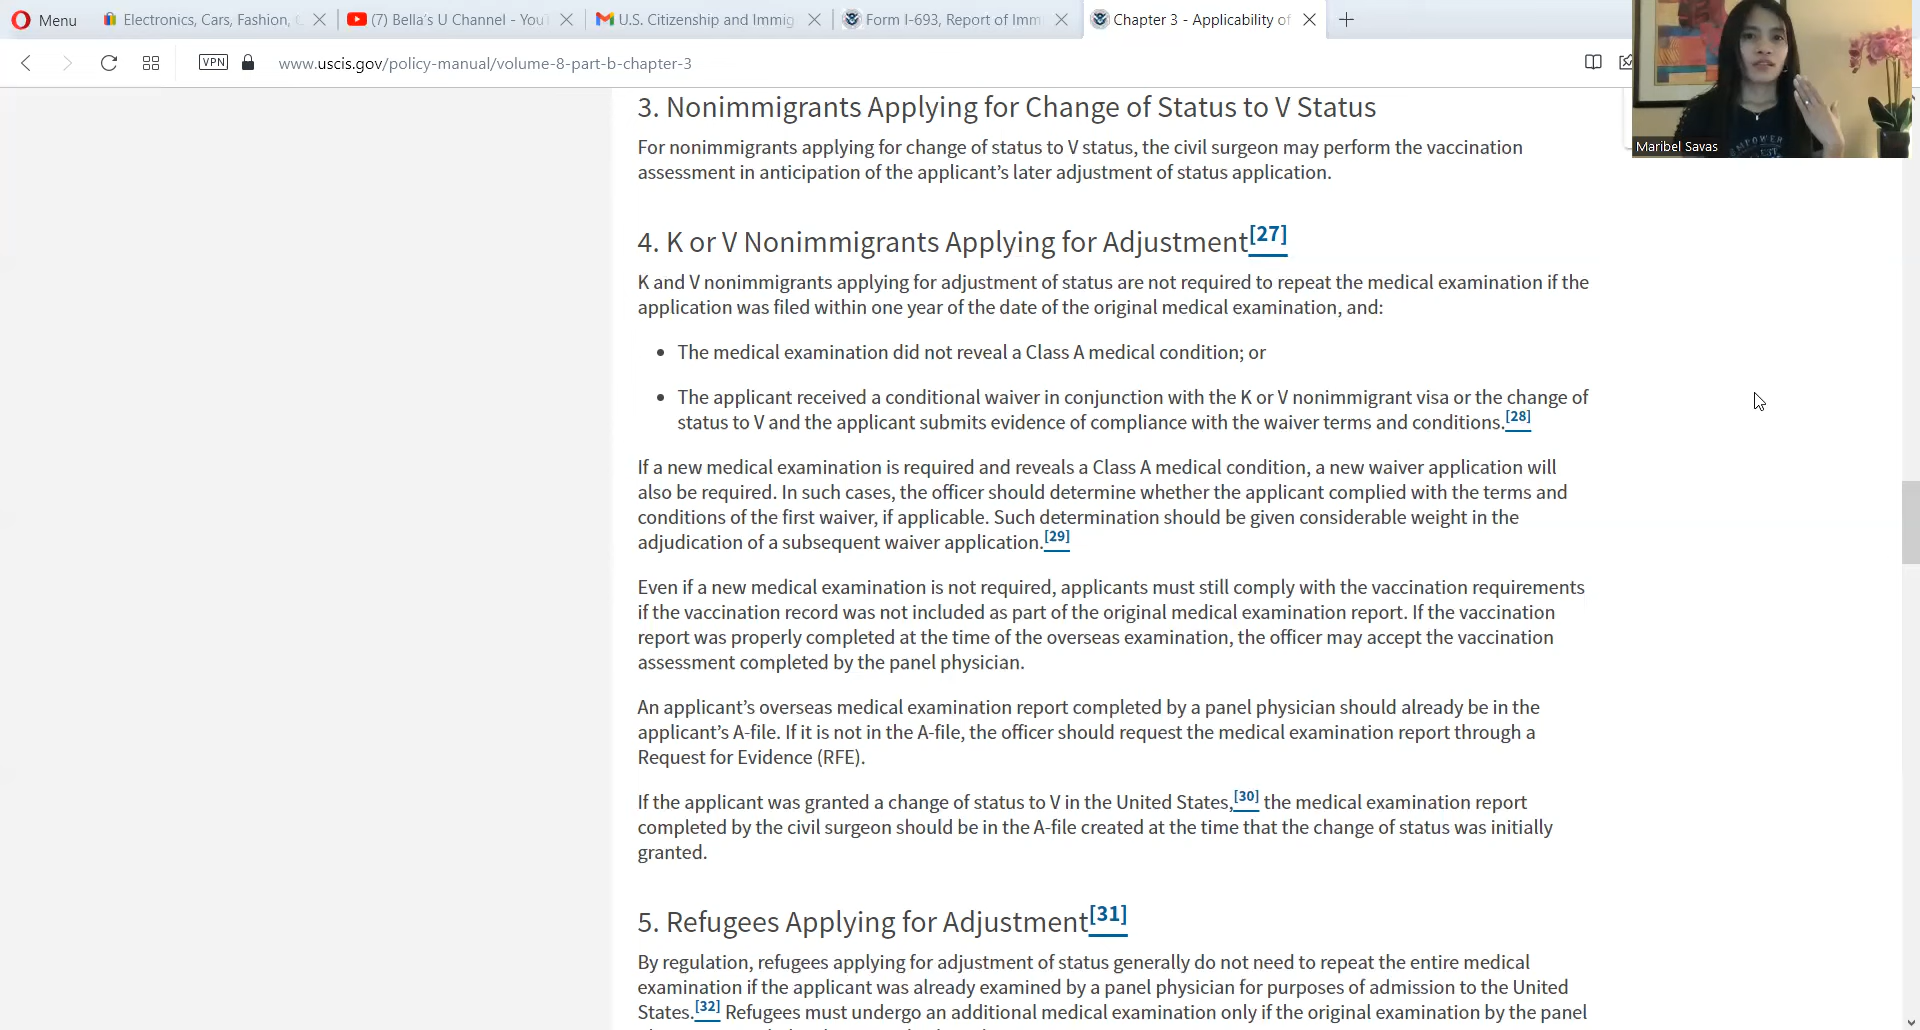 Menu
Electronics, Cars, Fashion,
(7) Bella's U Channel - You
U.S. Citizenship and Immig
Form I-693, Report of Imm
Chapter 3 - Applicability of
VPN
www.uscis.gov/policy-manual/volume-8-part-b-chapter-3
Maribel Savas
3. Nonimmigrants Applying for Change of Status to V Status
For nonimmigrants applying for change of status to V status, the civil surgeon may perform the vaccination
assessment in anticipation of the applicant’s later adjustment of status application.
4. K or V Nonimmigrants Applying for Adjustment[27]
K and V nonimmigrants applying for adjustment of status are not required to repeat the medical examination if the
application was filed within one year of the date of the original medical examination, and:
• The medical examination did not reveal a Class A medical condition; or
• The applicant received a conditional waiver in conjunction with the K or V nonimmigrant visa or the change of
status to V and the applicant submits evidence of compliance with the waiver terms and conditions.[28]
If a new medical examination is required and reveals a Class A medical condition, a new waiver application will
also be required. In such cases, the officer should determine whether the applicant complied with the terms and
conditions of the first waiver, if applicable. Such determination should be given considerable weight in the
adjudication of a subsequent waiver application.[29]
Even if a new medical examination is not required, applicants must still comply with the vaccination requirements
if the vaccination record was not included as part of the original medical examination report. If the vaccination
report was properly completed at the time of the overseas examination, the officer may accept the vaccination
assessment completed by the panel physician.
An applicant’s overseas medical examination report completed by a panel physician should already be in the
applicant’s A-file. If it is not in the A-file, the officer should request the medical examination report through a
Request for Evidence (RFE).
If the applicant was granted a change of status to V in the United States,[30] the medical examination report
completed by the civil surgeon should be in the A-file created at the time that the change of status was initially
granted.
5. Refugees Applying for Adjustment[31]
By regulation, refugees applying for adjustment of status generally do not need to repeat the entire medical
examination if the applicant was already examined by a panel physician for purposes of admission to the United
States.[32] Refugees must undergo an additional medical examination only if the original examination by the panel